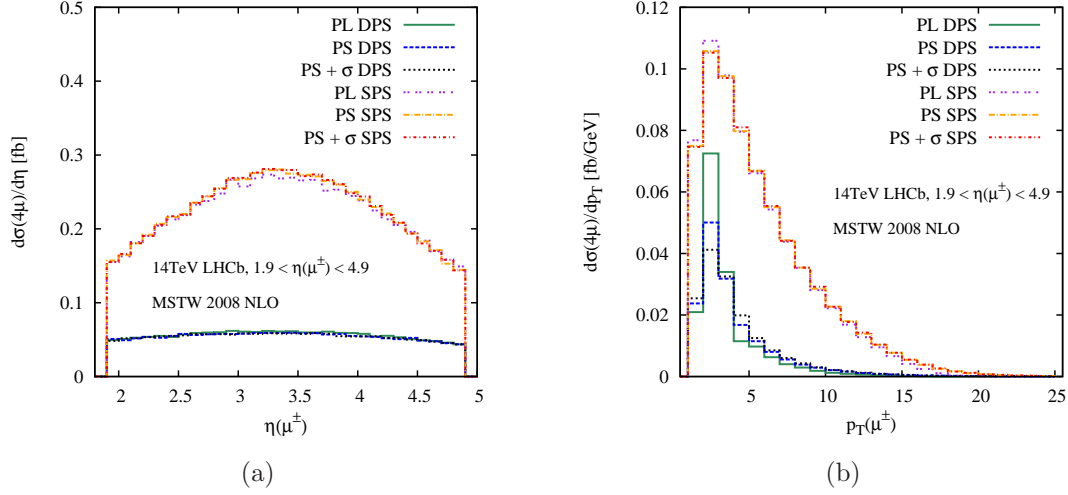 0.5
0.4
0.3
0.2
0.1
0
dσ(4μ)/dη [fb]
PL DPS
PS DPS
PS + σ DPS
PL SPS
PS SPS
PS + σ SPS
14TeV LHCb, 1.9 < η(μ±) < 4.9
MSTW 2008 NLO
2 2.5 3 3.5 4 4.5 5
η(μ±)
(a)
0.12
0.1
0.08
0.06
0.04
0.02
0
dσ(4μ)/dpT [fb/GeV]
PL DPS
PS DPS
PS + σ DPS
PL SPS
PS SPS
PS + σ SPS
14TeV LHCb, 1.9 < η(μ±) < 4.9
MSTW 2008 NLO
5 10 15 20 25
pT(μ±)
(b)